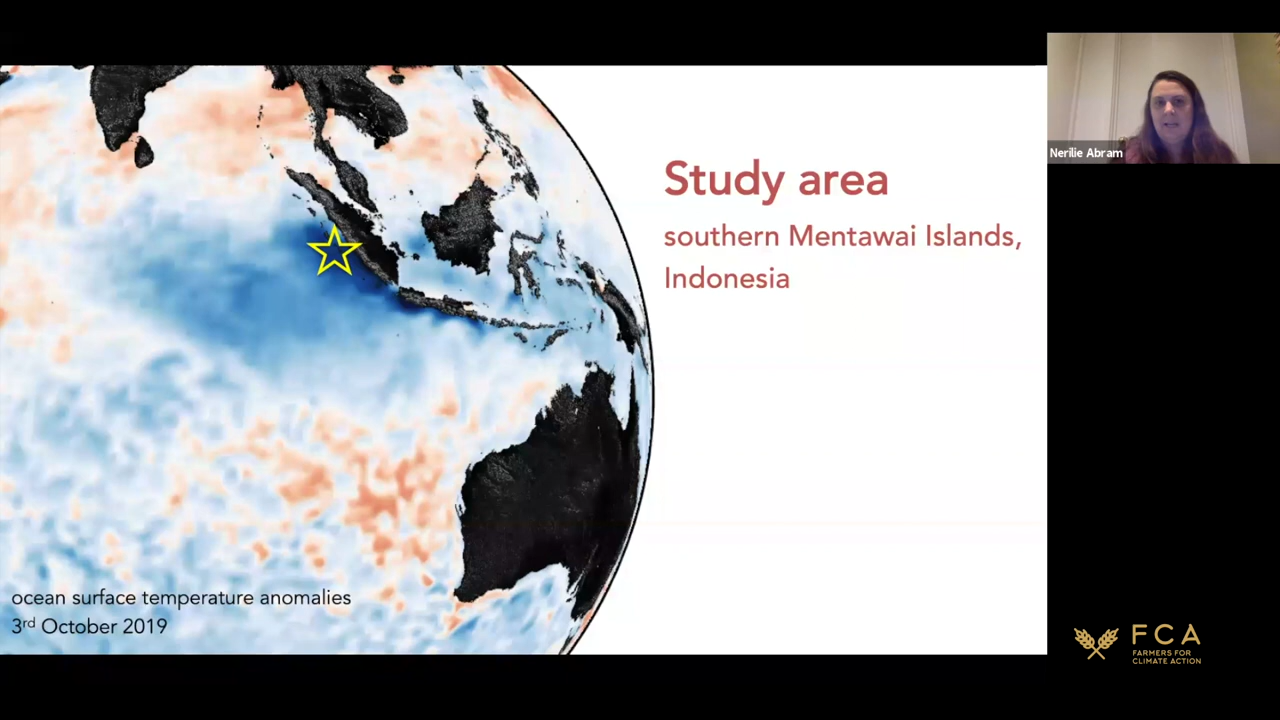 Study area
southern Mentawai Islands,
Indonesia
ocean surface temperature anomalies
3rd October 2019
Nerilie Abram
FCA
FARMERS FOR
CLIMATE ACTION